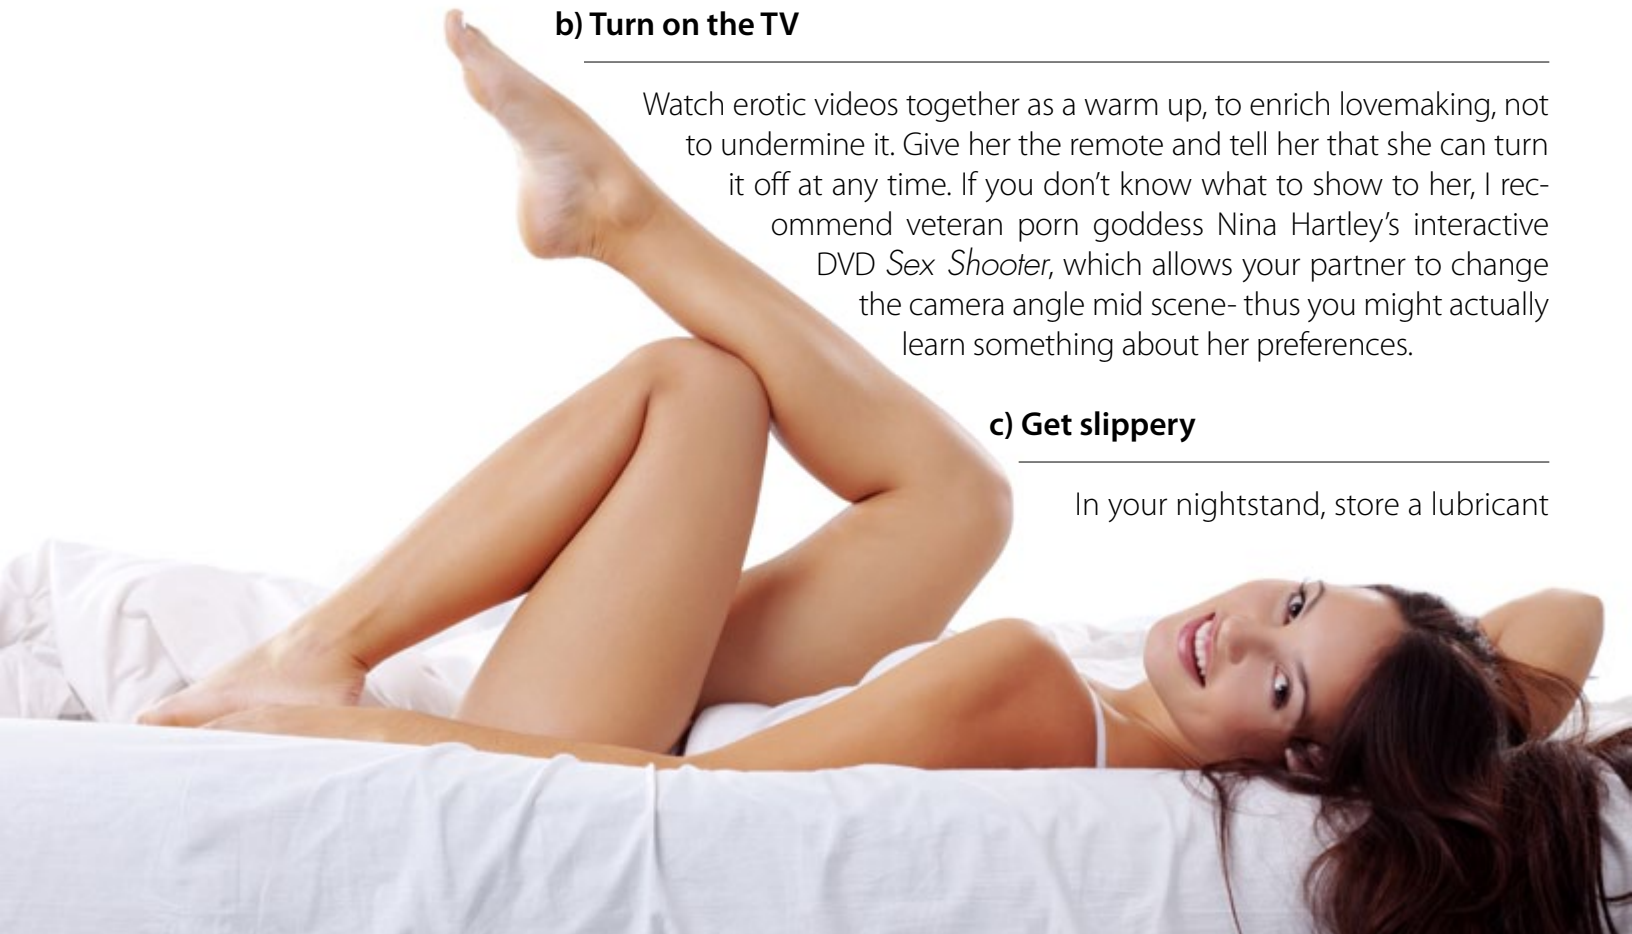 b) Turn on the TV
Watch erotic videos together as a warm up, to enrich lovemaking, not
to undermine it. Give her the remote and tell her that she can turn
it off at any time. If you don’t know what to show to her, I rec-
ommend veteran porn goddess Nina Hartley’s interactive
DVD Sex Shooter, which allows your partner to change
the camera angle mid scene- thus you might actually
learn something about her preferences.
c) Get slippery
In your nightstand, store a lubricant